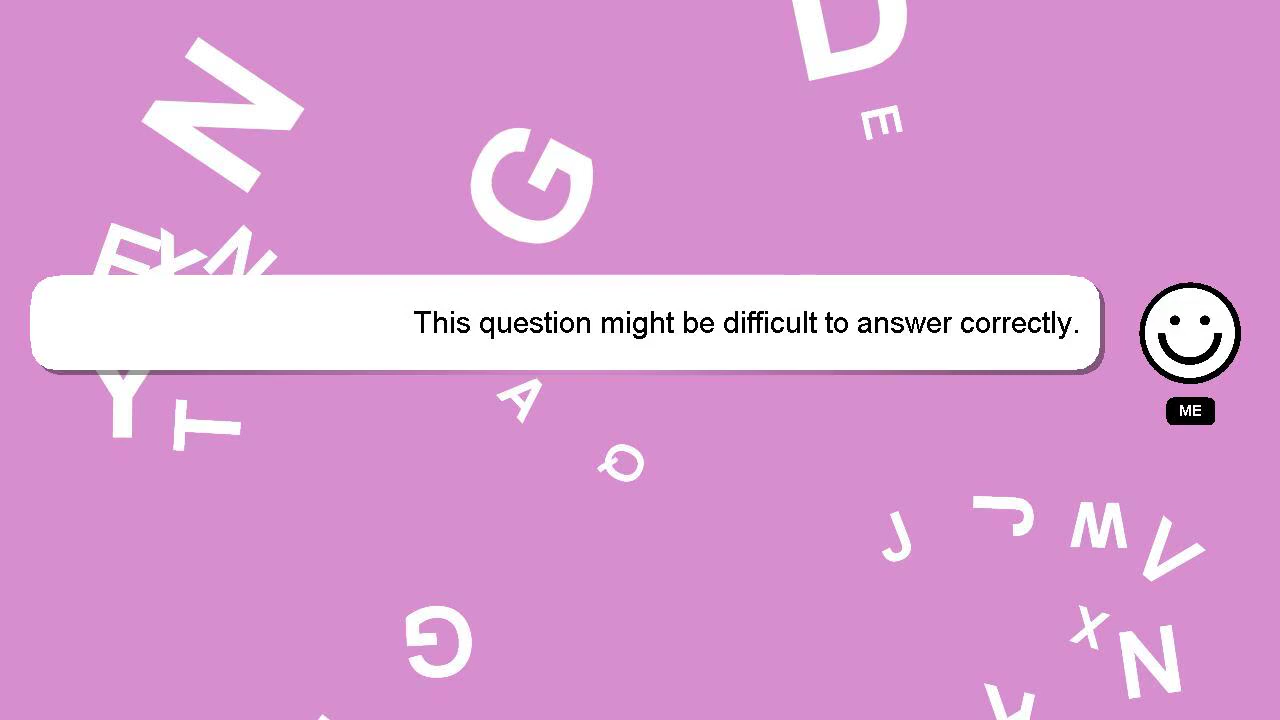 D
N
E
G
E
N
This question might be difficult to answer correctly.
ME
Y
T
A
Q
J
J
W
V
G
X
N